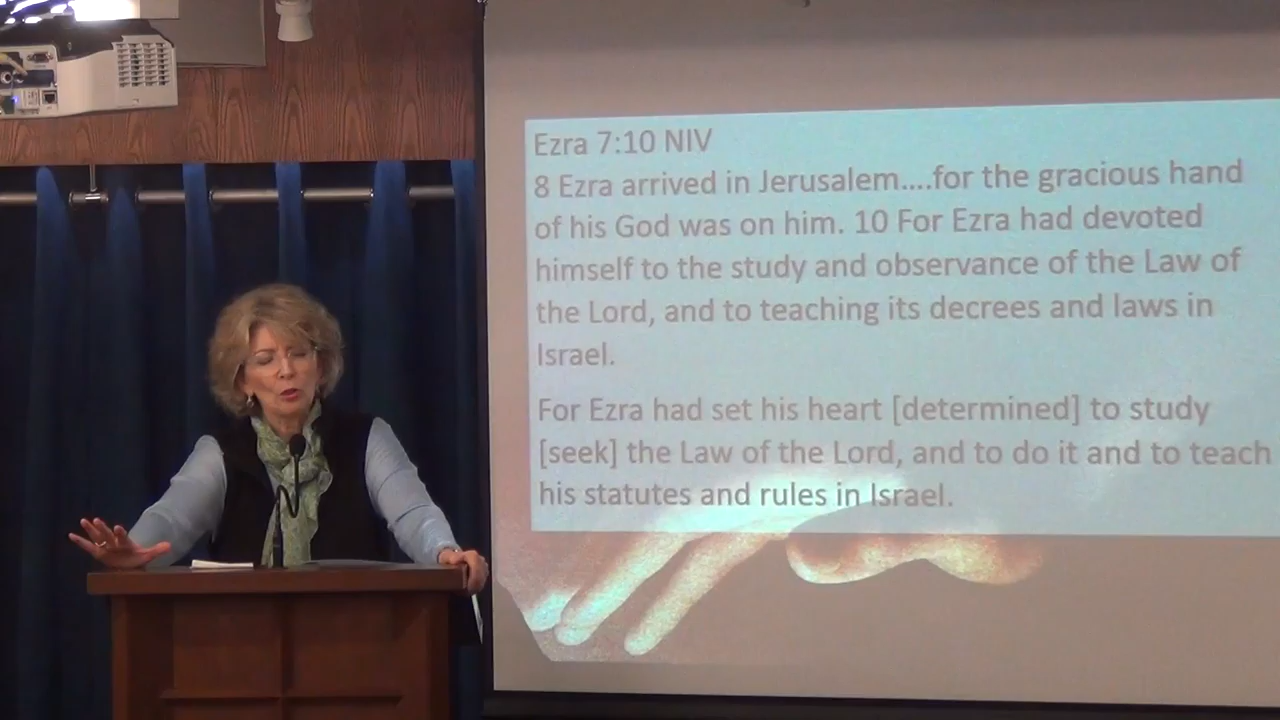 Ezra 7:10 NIV
8 Ezra arrived in Jerusalem....for the gracious hand
of his God was on him. 10 For Ezra had devoted
himself to the study and observance of the Law of
the Lord, and to teaching its decrees and laws in
Israel.
For Ezra had set his heart [determined] to study
[seek] the Law of the Lord, and to do it and to teach
his statutes and rules in Israel.